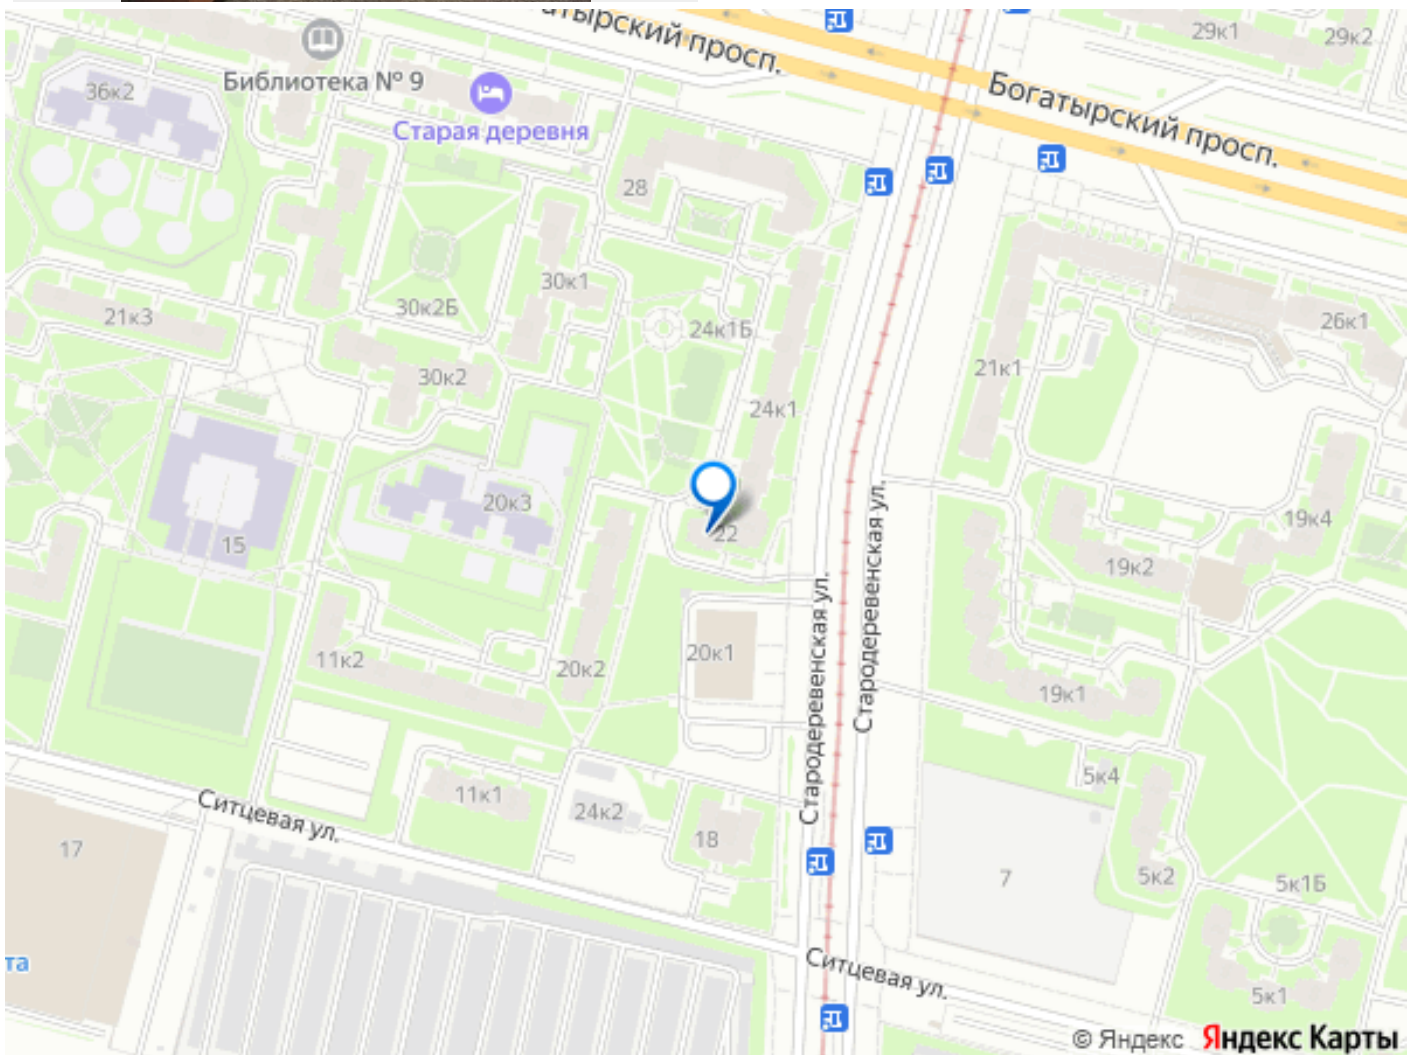 атырский просп.
29к1
29к2
36к2
Библиотека № 9
Старая деревня
Богатырский просп.
28
30к1
30к2Б
21к3
24к1Б
26к1
30к2
21к1
24к1
20к3
15
22
19к4
19к2
Стародеревенская ул.
Стародеревенская ул.
11к2
20к2
20к1
19к1
5к4
11к1
24к2
18
Ситцевая ул.
17
7
5к2
5к1Б
та
Ситцевая ул.
5к1
© Яндекс Яндекс Карты